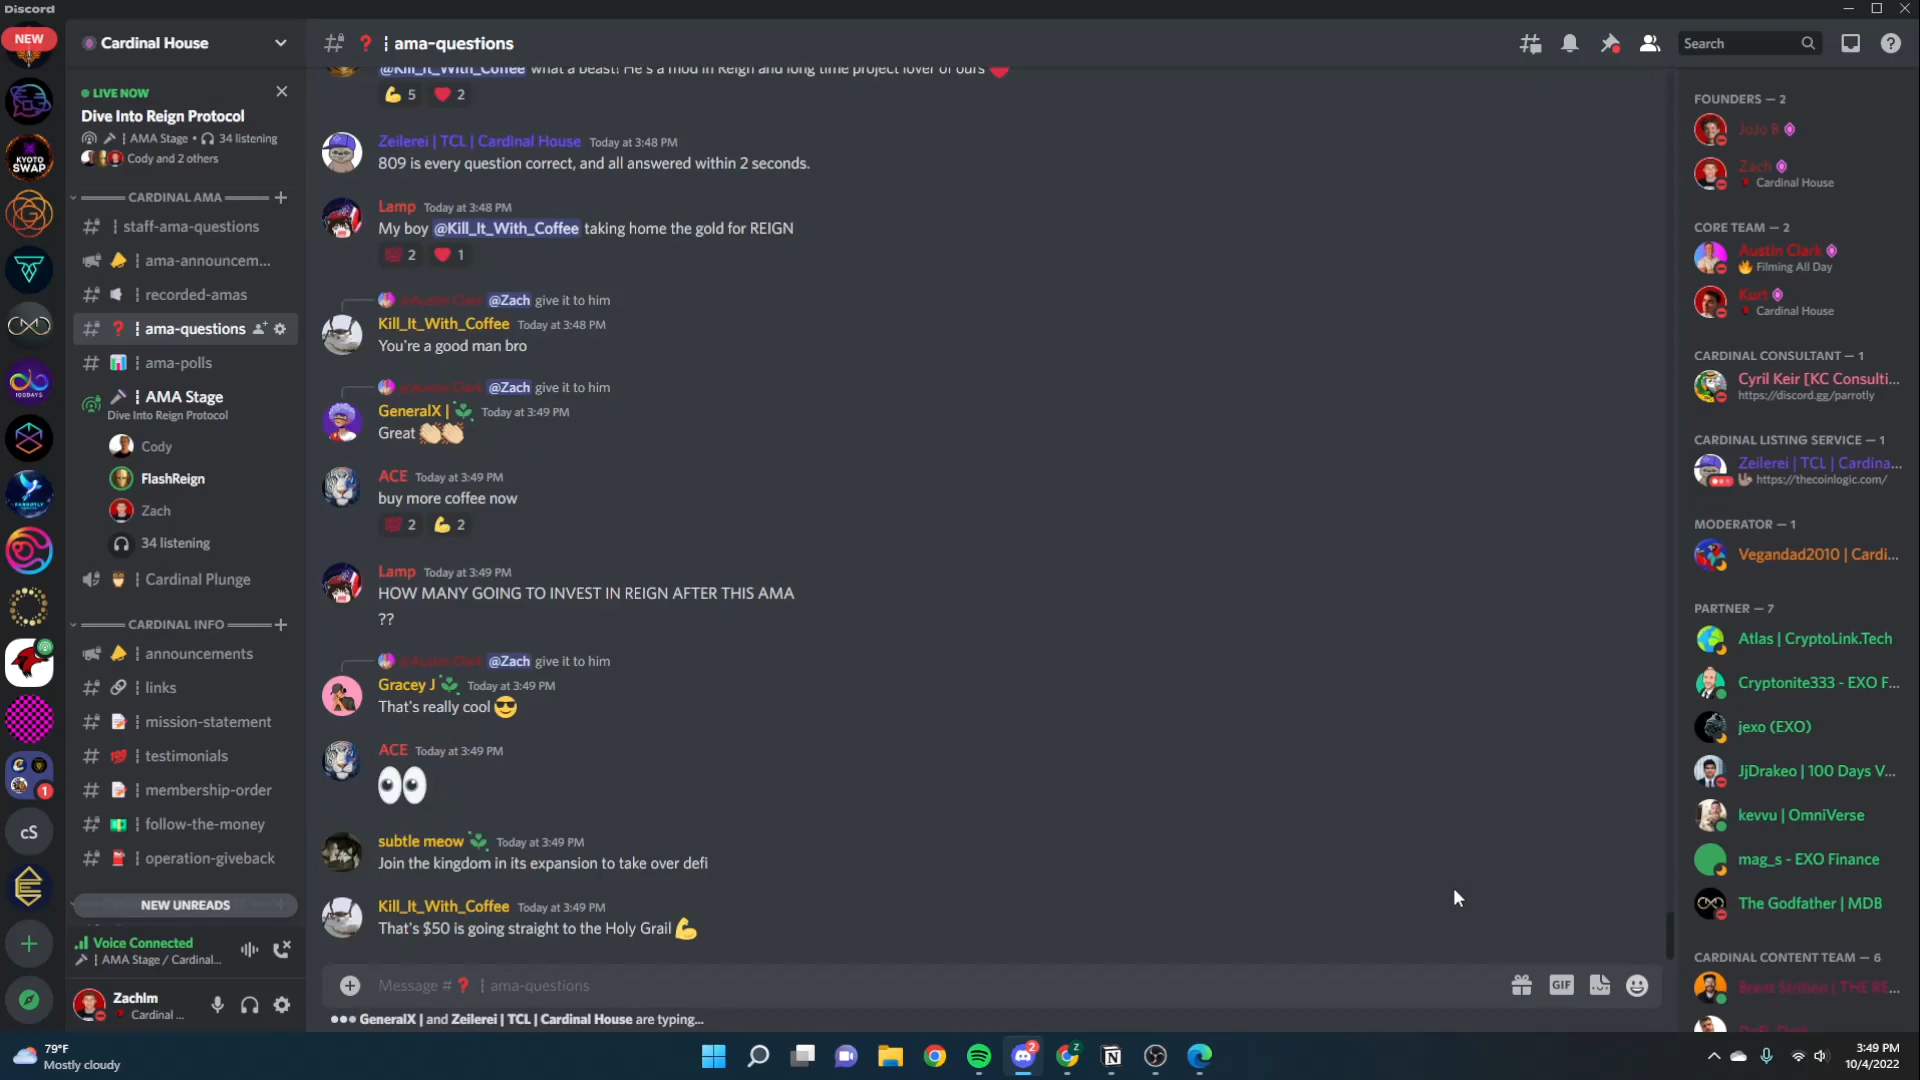 Discord
NEW
Cardinal House
LIVE NOW
Dive Into Reign Protocol
| AMA Stage • 34 listening
Cody and 2 others
CARDINAL AMA
staff-ama-questions
ama-announcem...
recorded-amas
ama-questions
ama-polls
AMA Stage
Dive Into Reign Protocol
Cody
FlashReign
Zach
34 listening
Cardinal Plunge
CARDINAL INFO
announcements
links
mission-statement
testimonials
membership-order
follow-the-money
operation-giveback
NEW UNREADS
Voice Connected
| AMA Stage / Cardinal...
Zachlm
Cardinal ...
KYOTO SWAP
100DAYS
cS
1
ama-questions
Search
@Kill_It_With_Coffee what a beast! He's a mod in Reign and long time project lover of ours
5 2
Zeilerei | TCL | Cardinal House Today at 3:48 PM
809 is every question correct, and all answered within 2 seconds.
Lamp Today at 3:48 PM
My boy @Kill_It_With_Coffee taking home the gold for REIGN
2 1
@Austin Clark @Zach give it to him
Kill_It_With_Coffee Today at 3:48 PM
You're a good man bro
@Austin Clark @Zach give it to him
GeneralX | Today at 3:49 PM
Great
ACE Today at 3:49 PM
buy more coffee now
2 2
Lamp Today at 3:49 PM
HOW MANY GOING TO INVEST IN REIGN AFTER THIS AMA
??
@Austin Clark @Zach give it to him
Gracey J Today at 3:49 PM
That's really cool
ACE Today at 3:49 PM
subtle meow Today at 3:49 PM
Join the kingdom in its expansion to take over defi
Kill_It_With_Coffee Today at 3:49 PM
That's $50 is going straight to the Holy Grail
Message # | ama-questions
GIF
GeneralX | and Zeilerei | TCL | Cardinal House are typing...
FOUNDERS — 2
JoJo B
Zach
Cardinal House
CORE TEAM — 2
Austin Clark
Filming All Day
Kurt
Cardinal House
CARDINAL CONSULTANT — 1
Cyril Keir [KC Consulti...
https://discord.gg/parrotly
CARDINAL LISTING SERVICE — 1
Zeilerei | TCL | Cardina...
https://thecoinlogic.com/
MODERATOR — 1
Vegandad2010 | Cardi...
PARTNER — 7
Atlas | CryptoLink.Tech
Cryptonite333 - EXO F...
jexo (EXO)
JjDrakeo | 100 Days V...
kevvu | OmniVerse
mag_s - EXO Finance
The Godfather | MDB
CARDINAL CONTENT TEAM — 6
79°F
Mostly cloudy
2
3:49 PM
10/4/2022